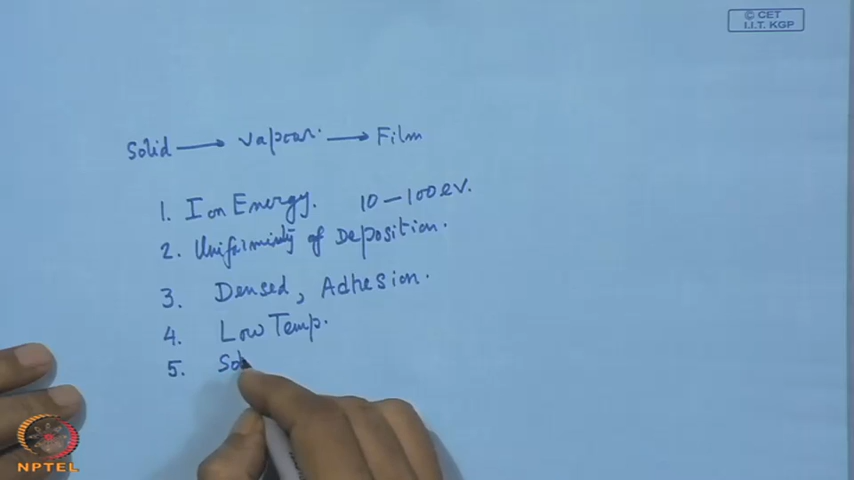 © CET
I.I.T. KGP
Solid → Vapour. → Film
1. Ion Energy. 10 – 100 eV.
2. Uniformity of Deposition.
3. Densed, Adhesion.
4. Low Temp.
5.
NPTEL